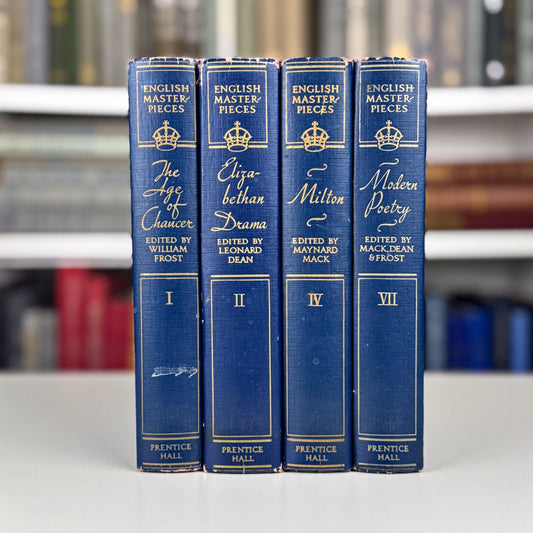 ENGLISH
MASTER/
PIECES
The
Age
of
Chaucer
EDITED BY
WILLIAM
FROST
I
PRENTICE
HALL
ENGLISH
MASTER/
PIECES
Eliza-
bethan
Drama
EDITED BY
LEONARD
DEAN
II
PRENTICE
HALL
ENGLISH
MASTER/
PIECES
Milton
EDITED BY
MAYNARD
MACK
IV
PRENTICE
HALL
ENGLISH
MASTER/
PIECES
Modern
Poetry
EDITED BY
MACK, DEAN
& FROST
VII
PRENTICE
HALL